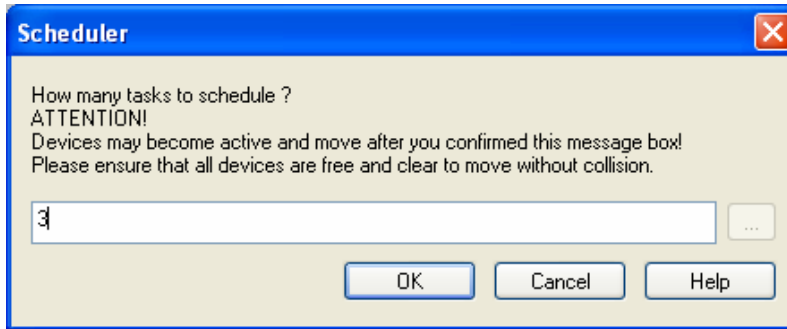 Scheduler
How many tasks to schedule ?
ATTENTION!
Devices may become active and move after you confirmed this message box!
Please ensure that all devices are free and clear to move without collision.
3
...
OK Cancel Help